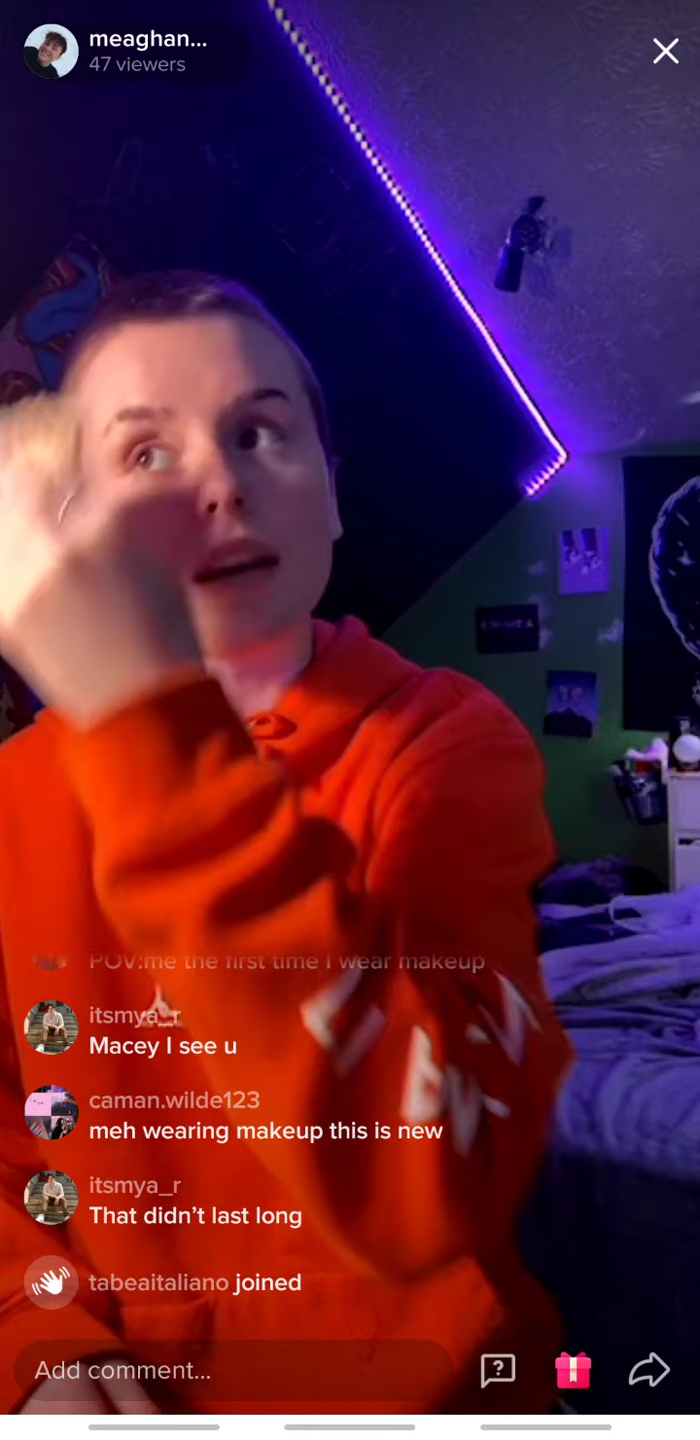 meaghan...
47 viewers
POV:me the first time I wear makeup
itsmya_r
Macey I see u
caman.wilde123
meh wearing makeup this is new
itsmya_r
That didn’t last long
tabeaitaliano joined
Add comment...